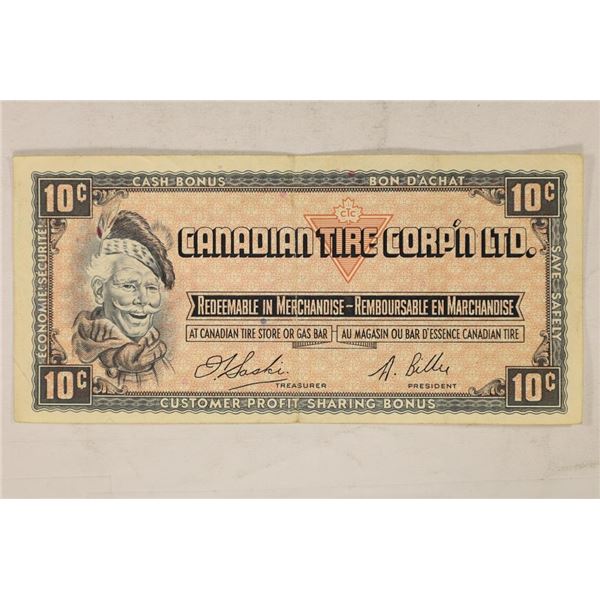 10¢ CASH BONUS BON D'ACHAT 10¢
CTC
CANADIAN TIRE CORP'N LTD.
ÉCONOMIE! SÉCURITÉ!
SAVE SAFELY
REDEEMABLE IN MERCHANDISE - REMBOURSABLE EN MARCHANDISE
AT CANADIAN TIRE STORE OR GAS BAR AU MAGASIN OU BAR D'ESSENCE CANADIAN TIRE
TREASURER PRESIDENT
10¢ CUSTOMER PROFIT SHARING BONUS 10¢